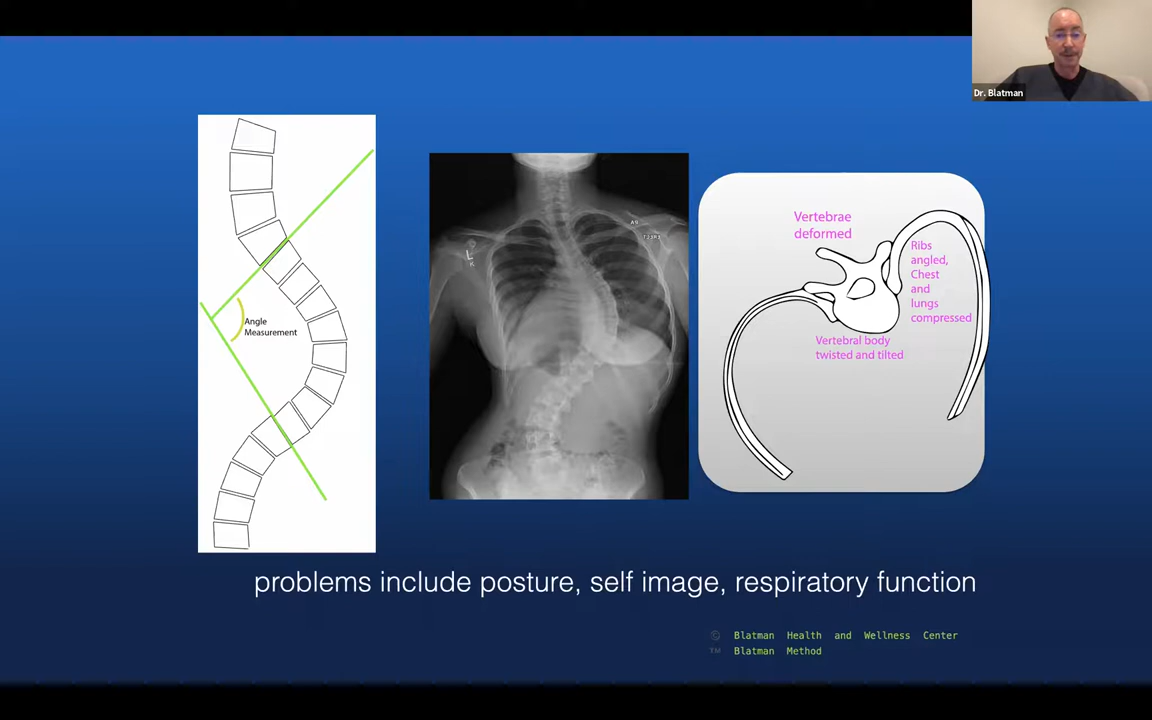 Dr. Blatman
Angle
Measurement
L
PA
Vertebrae
deformed
Ribs
angled,
Chest
and
lungs
compressed
Vertebral body
twisted and tilted
problems include posture, self image, respiratory function
© Blatman Health and Wellness Center
™ Blatman Method